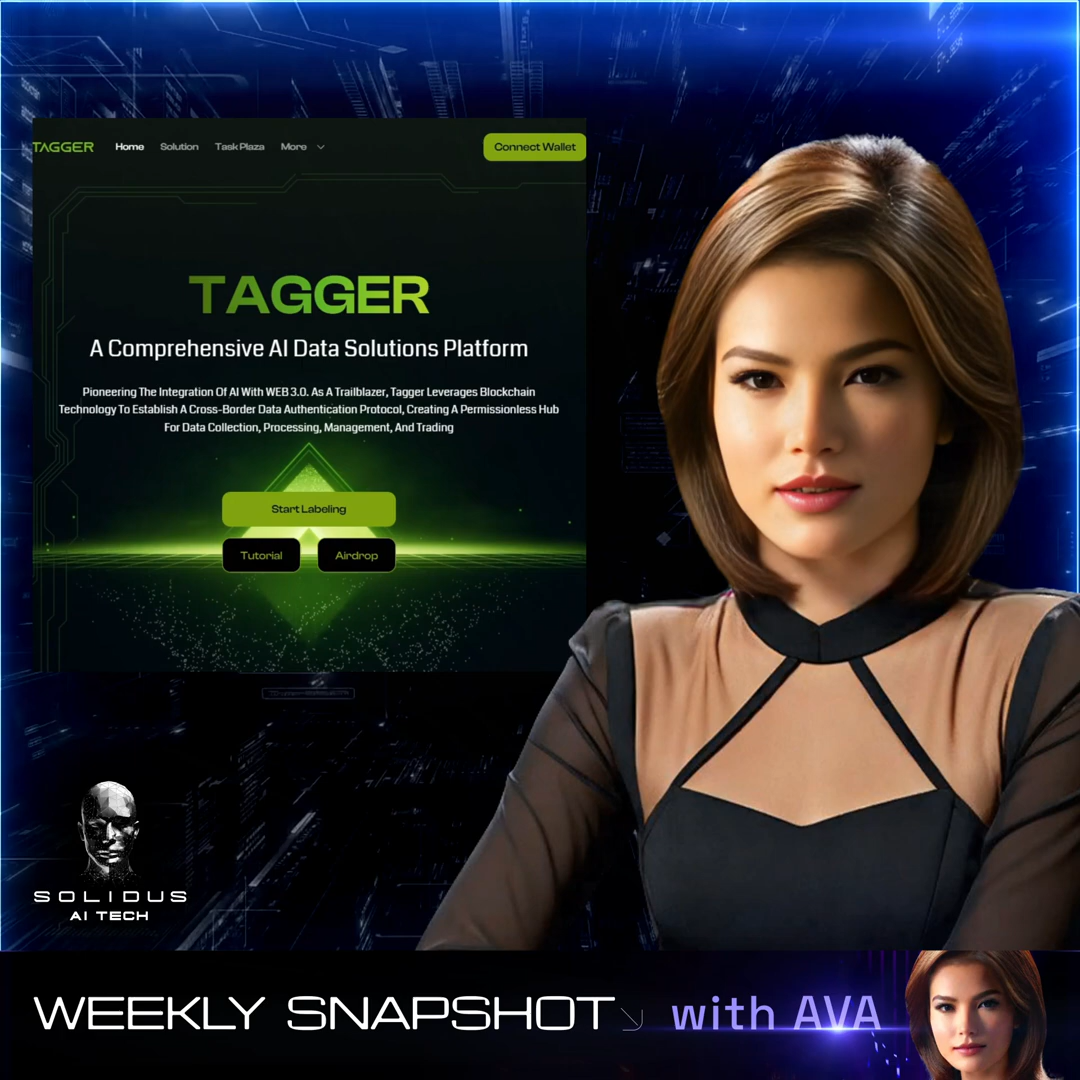 TAGGER Home Solution Task Plaza More Connect Wallet
TAGGER
A Comprehensive AI Data Solutions Platform
Pioneering The Integration Of AI With WEB 3.0. As A Trailblazer, Tagger Leverages Blockchain
Technology To Establish A Cross-Border Data Authentication Protocol, Creating A Permissionless Hub
For Data Collection, Processing, Management, And Trading
Start Labeling
Tutorial Airdrop
SOLIDUS
AI TECH
WEEKLY SNAPSHOT with AVA